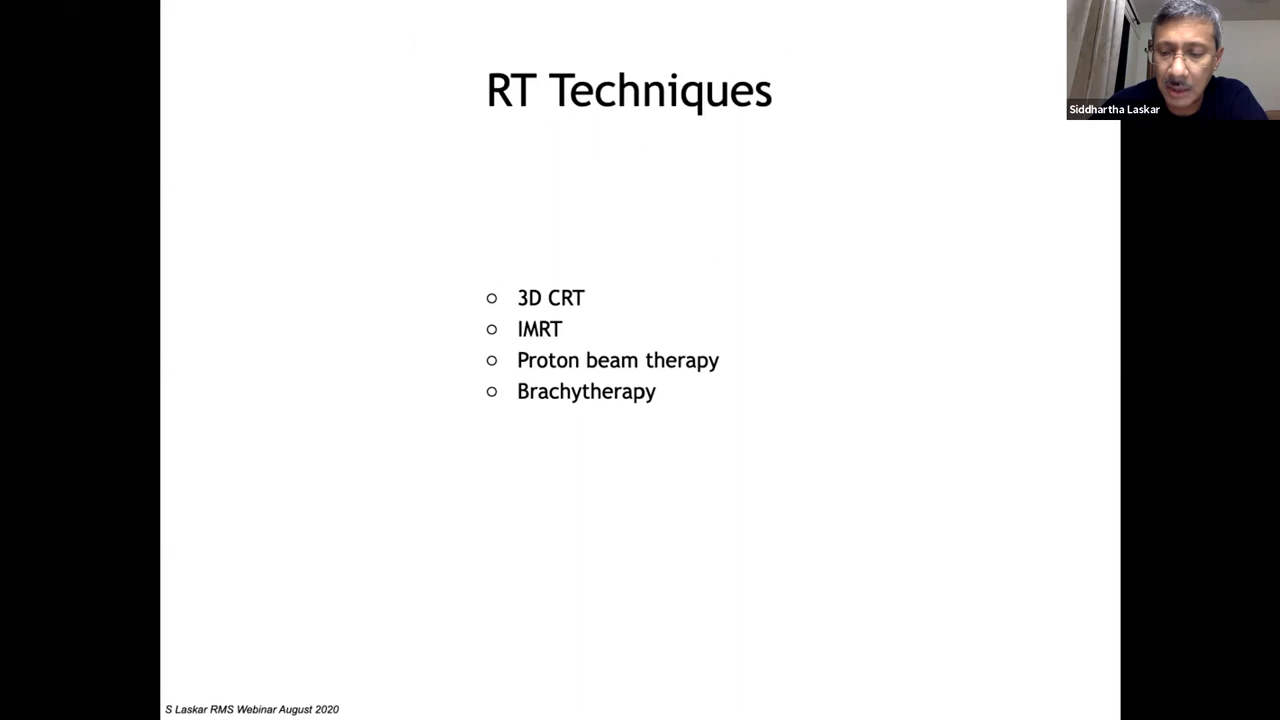 RT Techniques
Siddhartha Laskar
3D CRT
IMRT
Proton beam therapy
Brachytherapy
S Laskar RMS Webinar August 2020